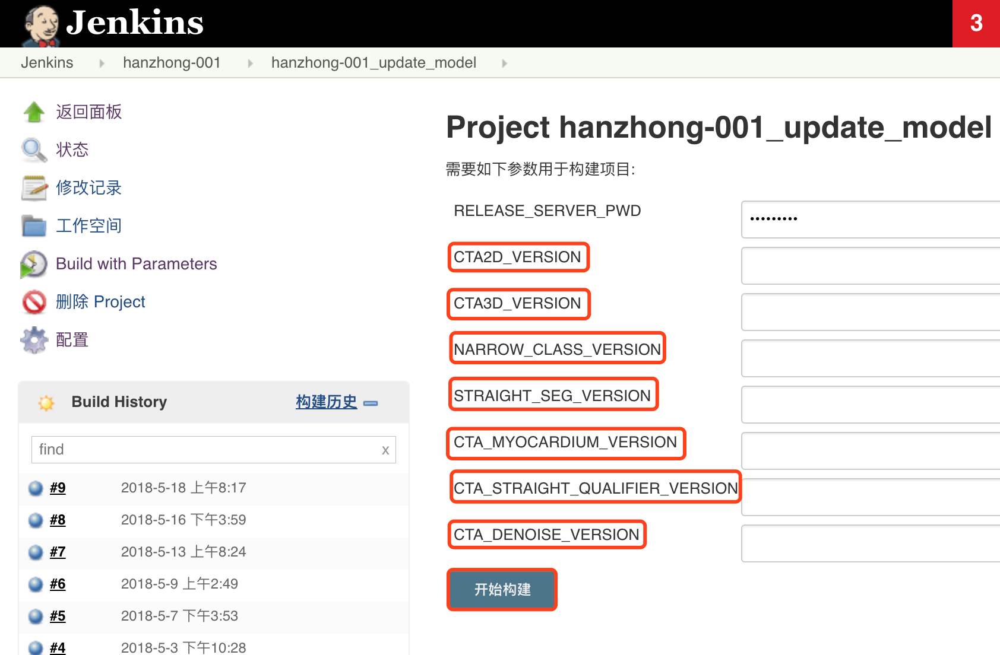 Jenkins
3
Jenkins hanzhong-001 hanzhong-001_update_model
返回面板
状态
修改记录
工作空间
Build with Parameters
删除 Project
配置
Build History 构建历史
find x
#9 2018-5-18 上午8:17
#8 2018-5-16 下午3:59
#7 2018-5-13 上午8:24
#6 2018-5-9 上午2:49
#5 2018-5-7 下午3:53
#4 2018-5-3 下午10:28
Project hanzhong-001_update_model
需要如下参数用于构建项目:
RELEASE_SERVER_PWD •••••••••
CTA2D_VERSION
CTA3D_VERSION
NARROW_CLASS_VERSION
STRAIGHT_SEG_VERSION
CTA_MYOCARDIUM_VERSION
CTA_STRAIGHT_QUALIFIER_VERSION
CTA_DENOISE_VERSION
开始构建